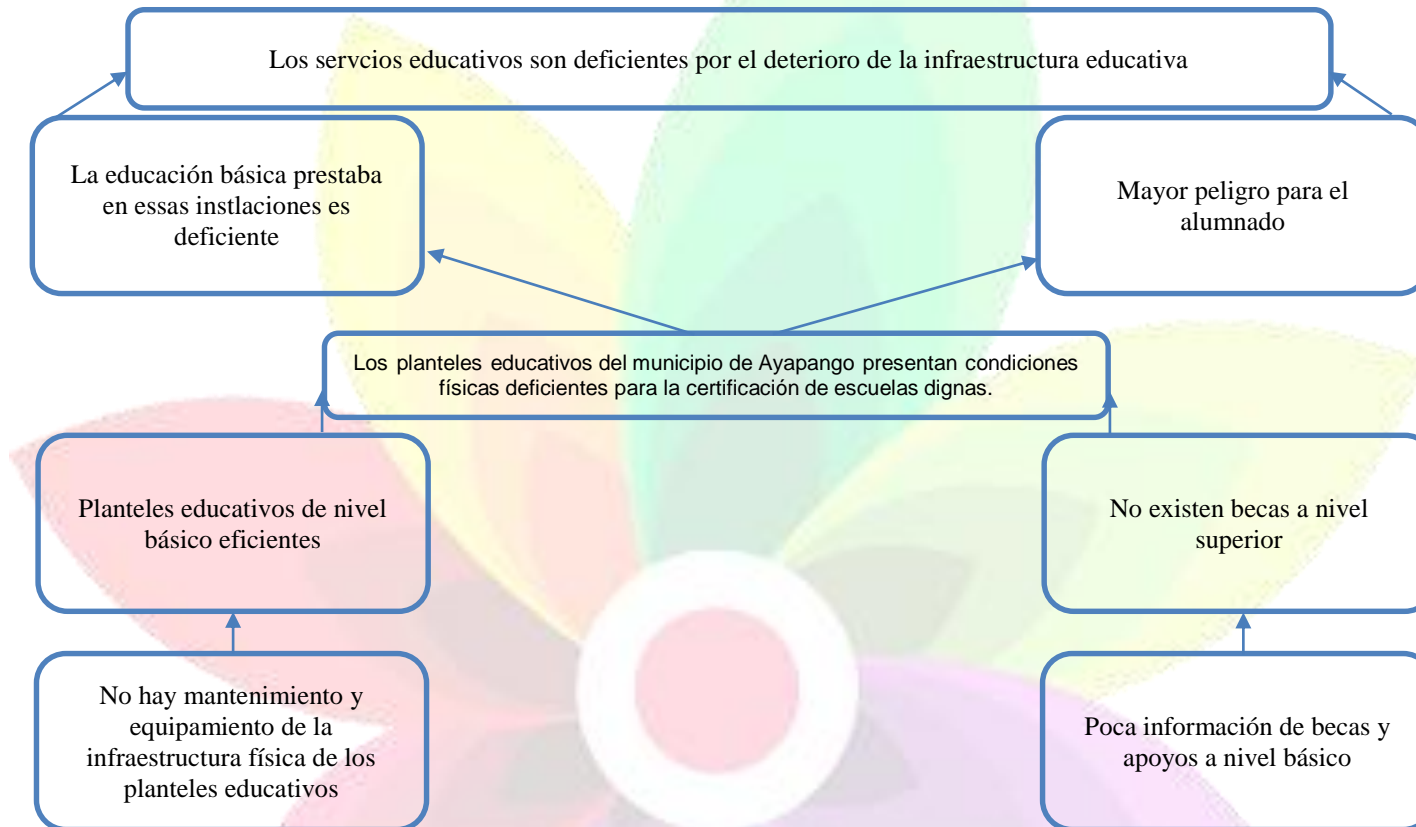 Los servcios educativos son deficientes por el deterioro de la infraestructura educativa
La educación básica prestaba
en essas instlaciones es
deficiente
Mayor peligro para el
alumnado
Los planteles educativos del municipio de Ayapango presentan condiciones
físicas deficientes para la certificación de escuelas dignas.
Planteles educativos de nivel
básico eficientes
No existen becas a nivel
superior
No hay mantenimiento y
equipamiento de la
infraestructura física de los
planteles educativos
Poca información de becas y
apoyos a nivel básico